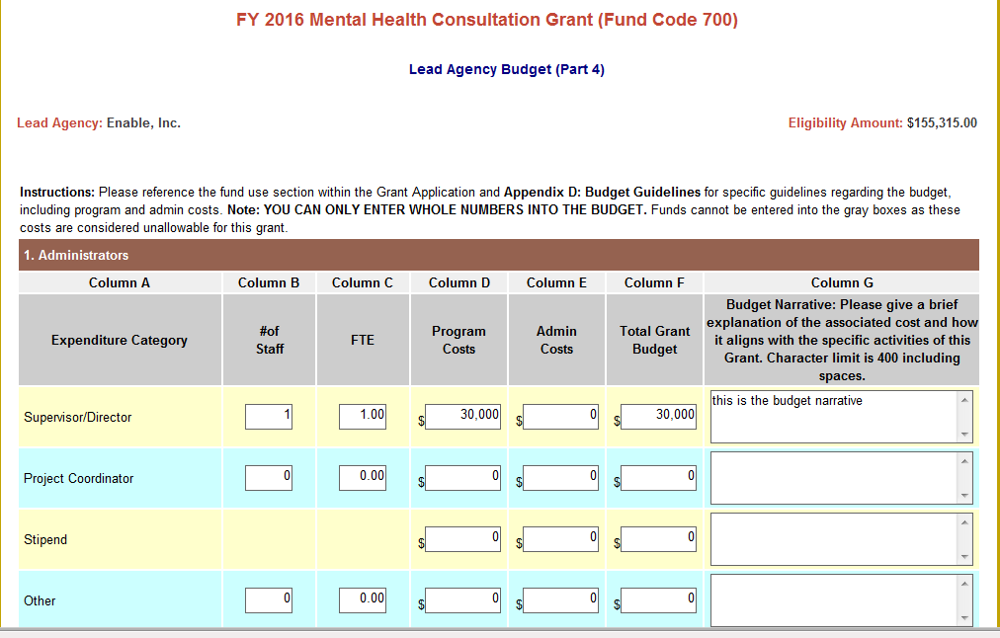 FY 2016 Mental Health Consultation Grant (Fund Code 700)
Lead Agency Budget (Part 4)
Lead Agency: Enable, Inc. Eligibility Amount: $155,315.00
Instructions: Please reference the fund use section within the Grant Application and Appendix D: Budget Guidelines for specific guidelines regarding the budget,
including program and admin costs. Note: YOU CAN ONLY ENTER WHOLE NUMBERS INTO THE BUDGET. Funds cannot be entered into the gray boxes as these
costs are considered unallowable for this grant.
1. Administrators
Column A Column B Column C Column D Column E Column F Column G
Expenditure Category
#of
Staff
FTE
Program
Costs
Admin
Costs
Total Grant
Budget
Budget Narrative: Please give a brief
explanation of the associated cost and how
it aligns with the specific activities of this
Grant. Character limit is 400 including
spaces.
Supervisor/Director 1 1.00 $ 30,000 $ 0 $ 30,000 this is the budget narrative
Project Coordinator 0 0.00 $ 0 $ 0 $ 0
Stipend $ 0 $ 0 $ 0
Other 0 0.00 $ 0 $ 0 $ 0